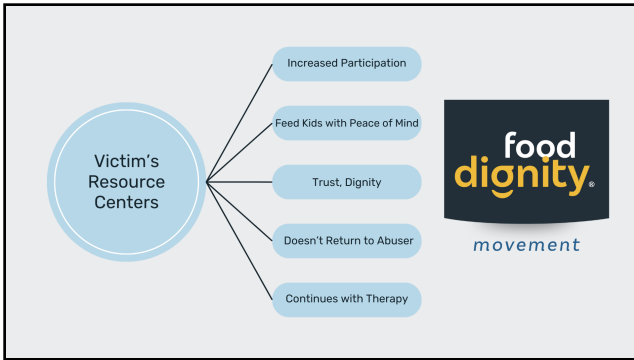 Victim's
Resource
Centers
Increased Participation
Feed Kids with Peace of Mind
Trust, Dignity
Doesn't Return to Abuser
Continues with Therapy
food
dignity®
movement